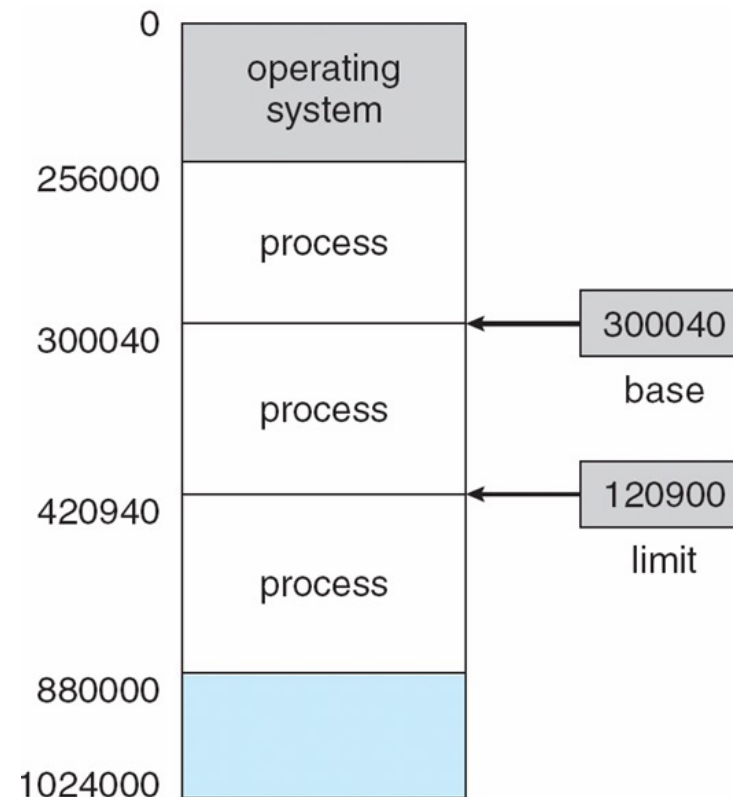 0
operating
system
256000
process
300040
300040
base
process
420940
120900
limit
process
880000
1024000